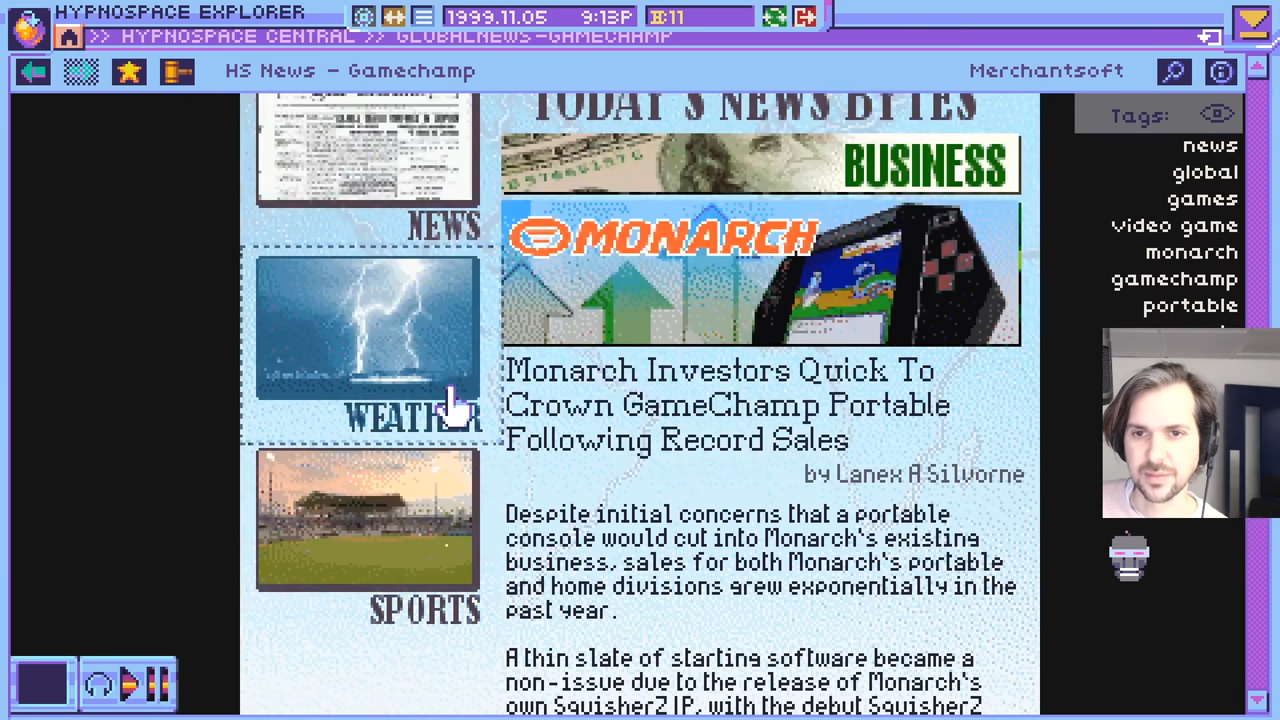 HYPNOSPACE EXPLORER
1999.11.05 9:13P :11
>> HYPNOSPACE CENTRAL >> GLOBALNEWS-GAMECHAMP
HS News - Gamechamp
Merchantsoft
TODAY'S NEWS BYTES
BUSINESS
MONARCH
NEWS
WEATHER
SPORTS
Monarch Investors Quick To
Crown GameChamp Portable
Following Record Sales
by Lanex A Silvorne
Despite initial concerns that a portable
console would cut into Monarch's existing
business, sales for both Monarch's portable
and home divisions grew exponentially in the
past year.
A thin slate of starting software became a
non-issue due to the release of Monarch's
own SquisherZ IP, with the debut SquisherZ
Tags:
news
global
games
video game
monarch
gamechamp
portable